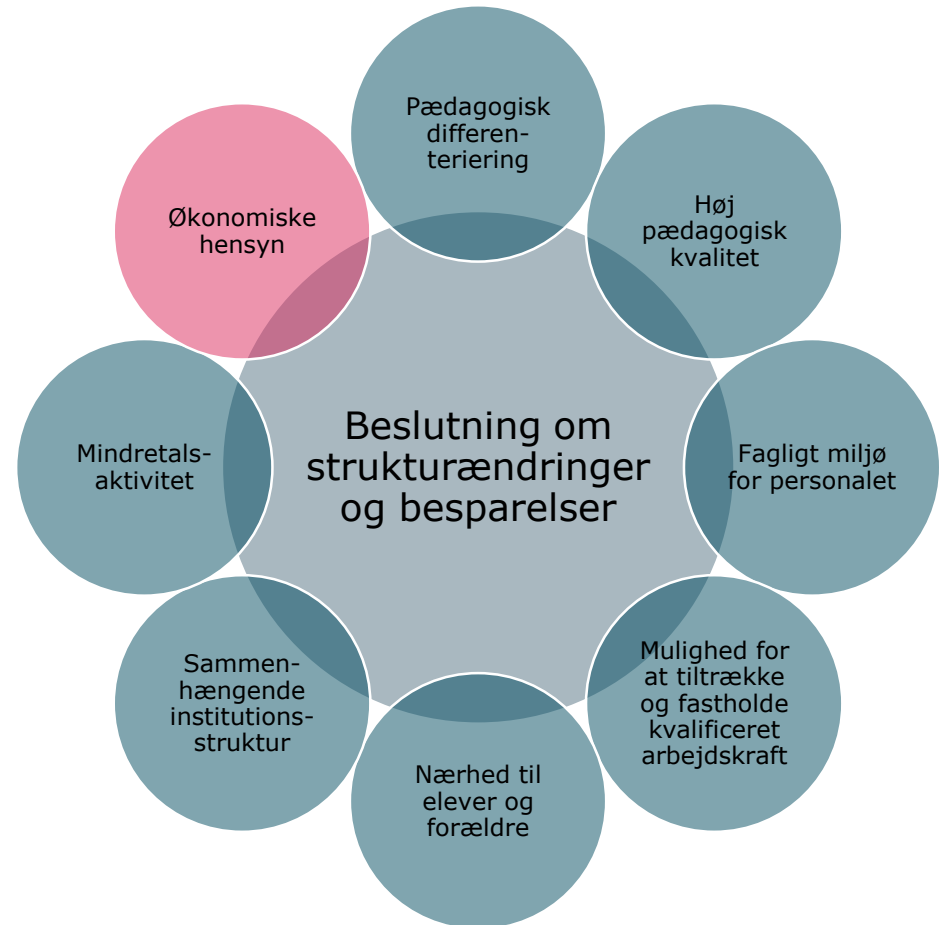 Pædagogisk
differen-
teriering
Høj
pædagogisk
kvalitet
Fagligt miljø
for personalet
Mulighed for
at tiltrække
og fastholde
kvalificeret
arbejdskraft
Nærhed til
elever og
forældre
Sammen-
hængende
institutions-
struktur
Mindretals-
aktivitet
Økonomiske
hensyn
Beslutning om
strukturændringer
og besparelser